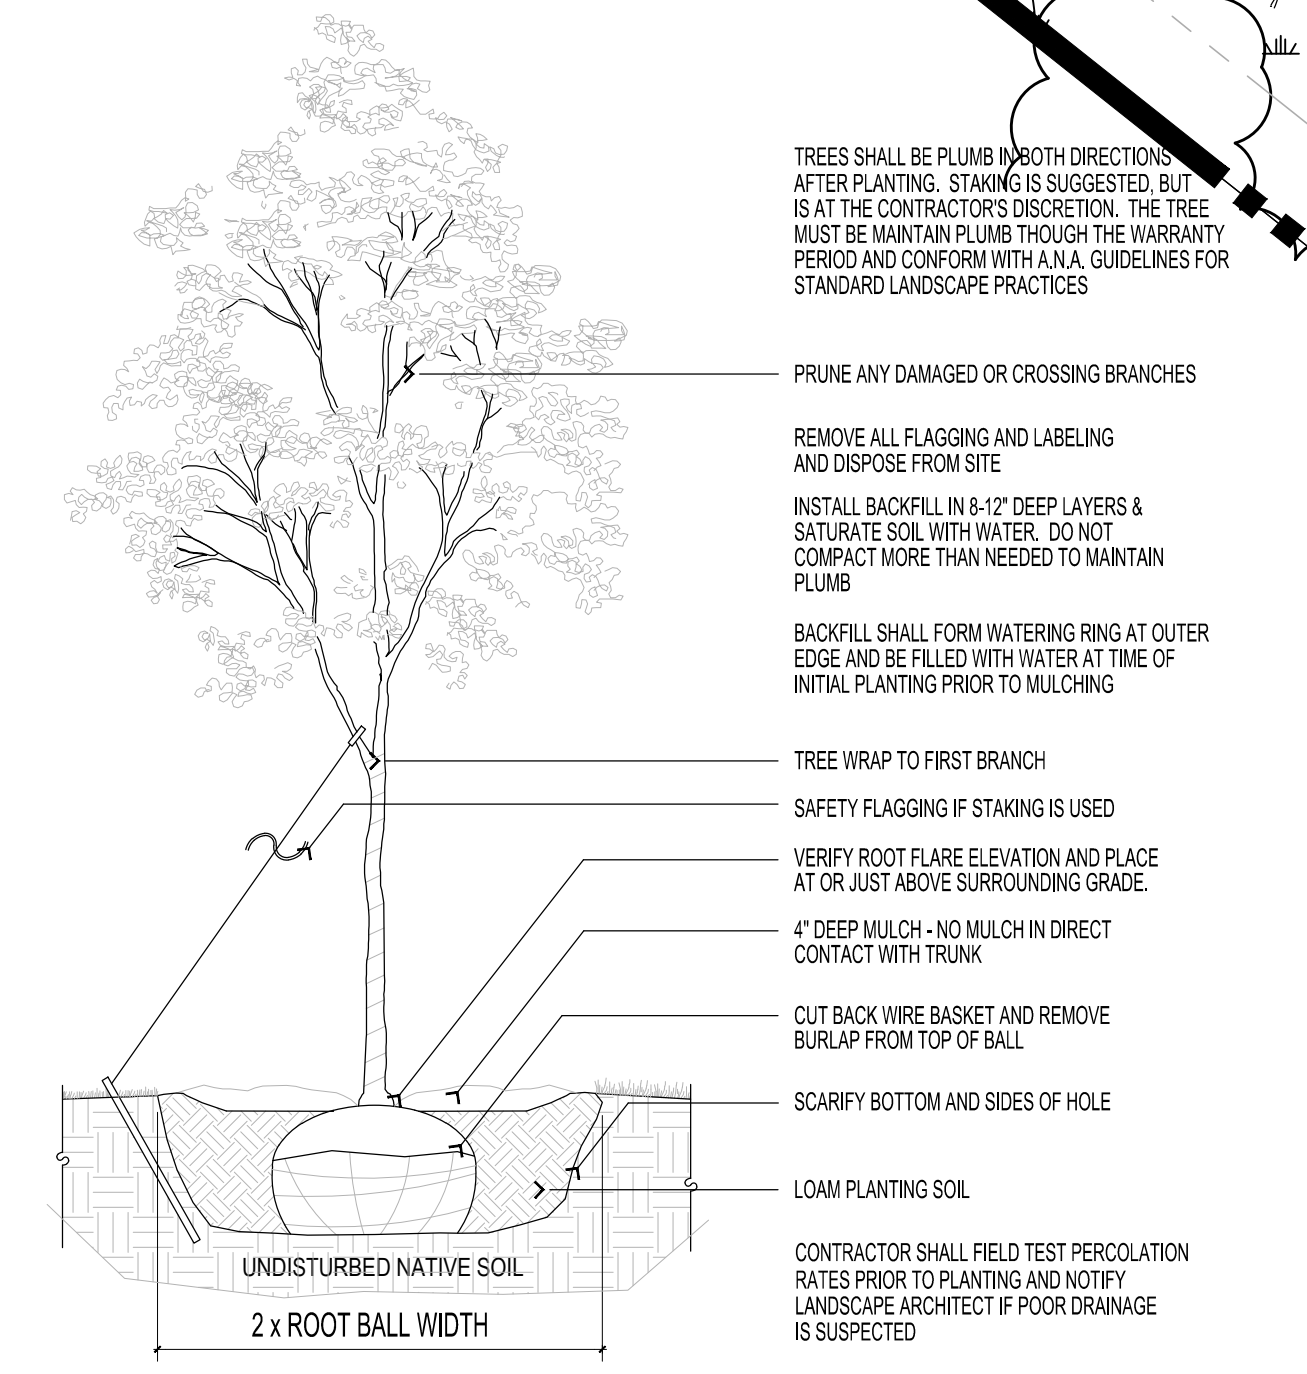 TREES SHALL BE PLUMB IN BOTH DIRECTIONS
AFTER PLANTING.  STAKING IS SUGGESTED, BUT
IS AT THE CONTRACTOR'S DISCRETION.  THE TREE
MUST BE MAINTAIN PLUMB THOUGH THE WARRANTY
PERIOD AND CONFORM WITH A.N.A. GUIDELINES FOR
STANDARD LANDSCAPE PRACTICES
PRUNE ANY DAMAGED OR CROSSING BRANCHES
REMOVE ALL FLAGGING AND LABELING
AND DISPOSE FROM SITE
INSTALL BACKFILL IN 8-12" DEEP LAYERS &
SATURATE SOIL WITH WATER.  DO NOT
COMPACT MORE THAN NEEDED TO MAINTAIN
PLUMB
BACKFILL SHALL FORM WATERING RING AT OUTER
EDGE AND BE FILLED WITH WATER AT TIME OF
INITIAL PLANTING PRIOR TO MULCHING
TREE WRAP TO FIRST BRANCH
SAFETY FLAGGING IF STAKING IS USED
VERIFY ROOT FLARE ELEVATION AND PLACE
AT OR JUST ABOVE SURROUNDING GRADE.
4" DEEP MULCH - NO MULCH IN DIRECT
CONTACT WITH TRUNK
CUT BACK WIRE BASKET AND REMOVE
BURLAP FROM TOP OF BALL
SCARIFY BOTTOM AND SIDES OF HOLE
LOAM PLANTING SOIL
CONTRACTOR SHALL FIELD TEST PERCOLATION
RATES PRIOR TO PLANTING AND NOTIFY
LANDSCAPE ARCHITECT IF POOR DRAINAGE
IS SUSPECTED
UNDISTURBED NATIVE SOIL
2 x ROOT BALL WIDTH